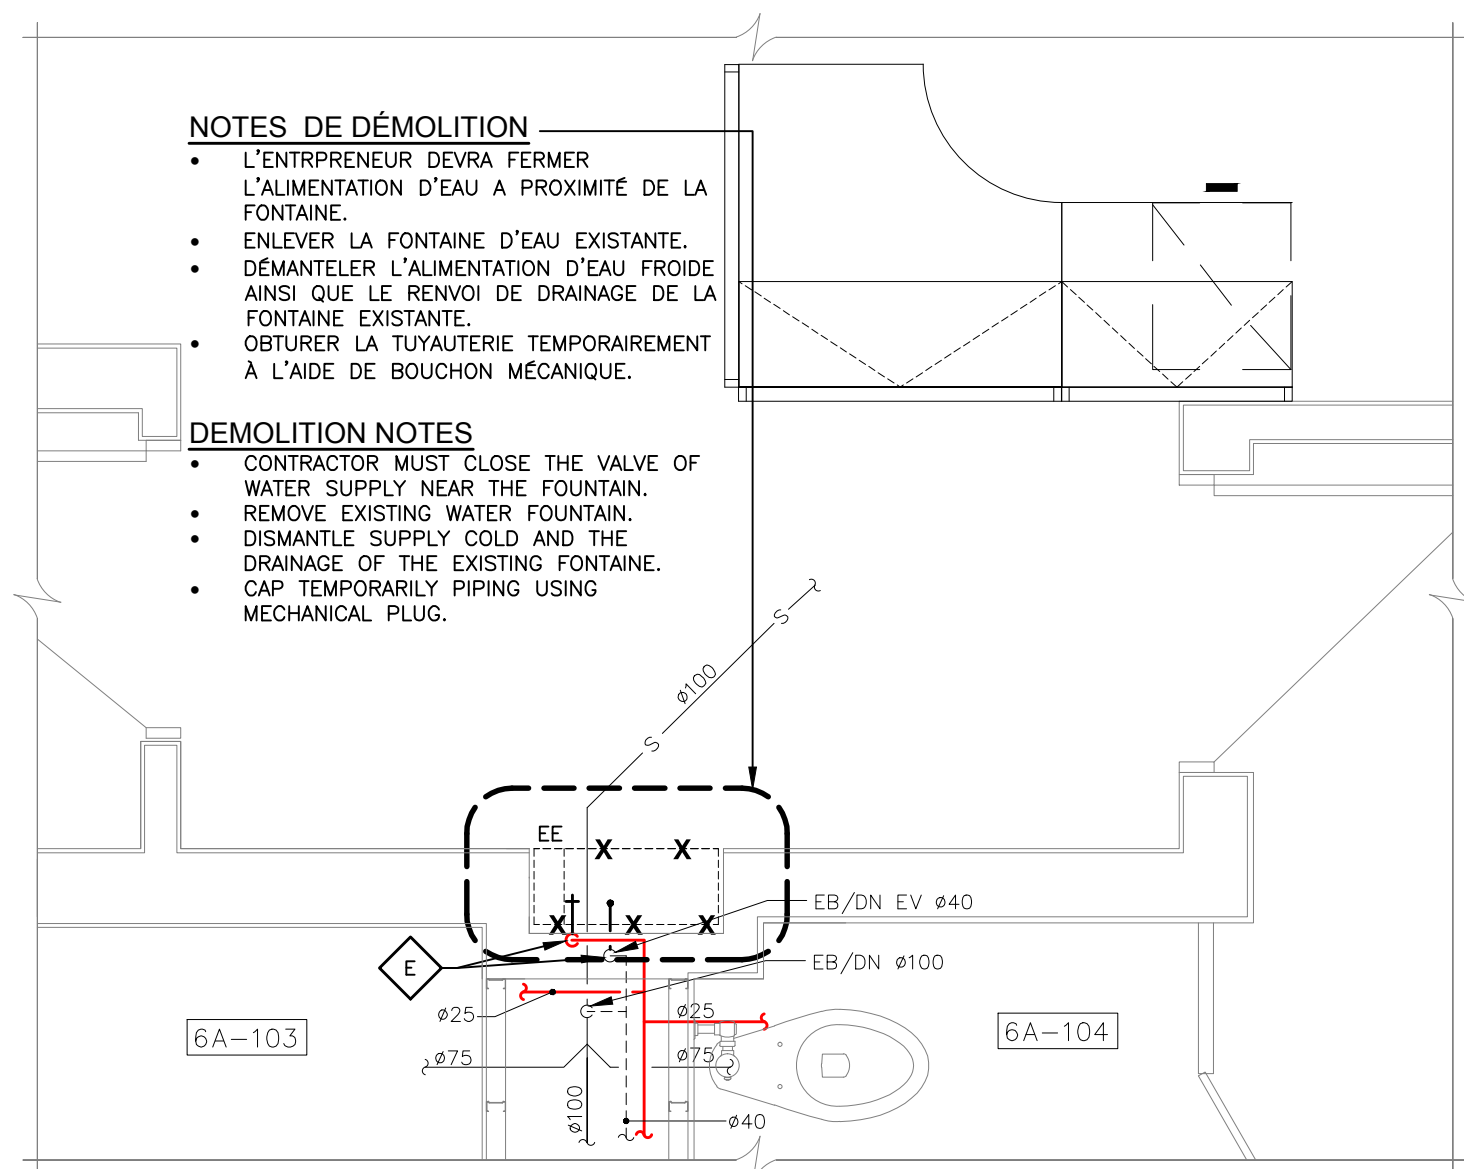 NOTES DE DÉMOLITION
• L'ENTRPRENEUR DEVRA FERMER
L'ALIMENTATION D'EAU A PROXIMITÉ DE LA
FONTAINE.
• ENLEVER LA FONTAINE D'EAU EXISTANTE.
• DÉMANTELER L'ALIMENTATION D'EAU FROIDE
AINSI QUE LE RENVOI DE DRAINAGE DE LA
FONTAINE EXISTANTE.
• OBTURER LA TUYAUTERIE TEMPORAIREMENT
À L'AIDE DE BOUCHON MÉCANIQUE.
DEMOLITION NOTES
• CONTRACTOR MUST CLOSE THE VALVE OF
WATER SUPPLY NEAR THE FOUNTAIN.
• REMOVE EXISTING WATER FOUNTAIN.
• DISMANTLE SUPPLY COLD AND THE
DRAINAGE OF THE EXISTING FONTAINE.
• CAP TEMPORARILY PIPING USING
MECHANICAL PLUG.
S
ø100
S
EE
X X
X X X
EB/DN EV ø40
E
EB/DN ø100
ø25
ø25
6A-103
6A-104
ø75
ø75
ø100
ø40